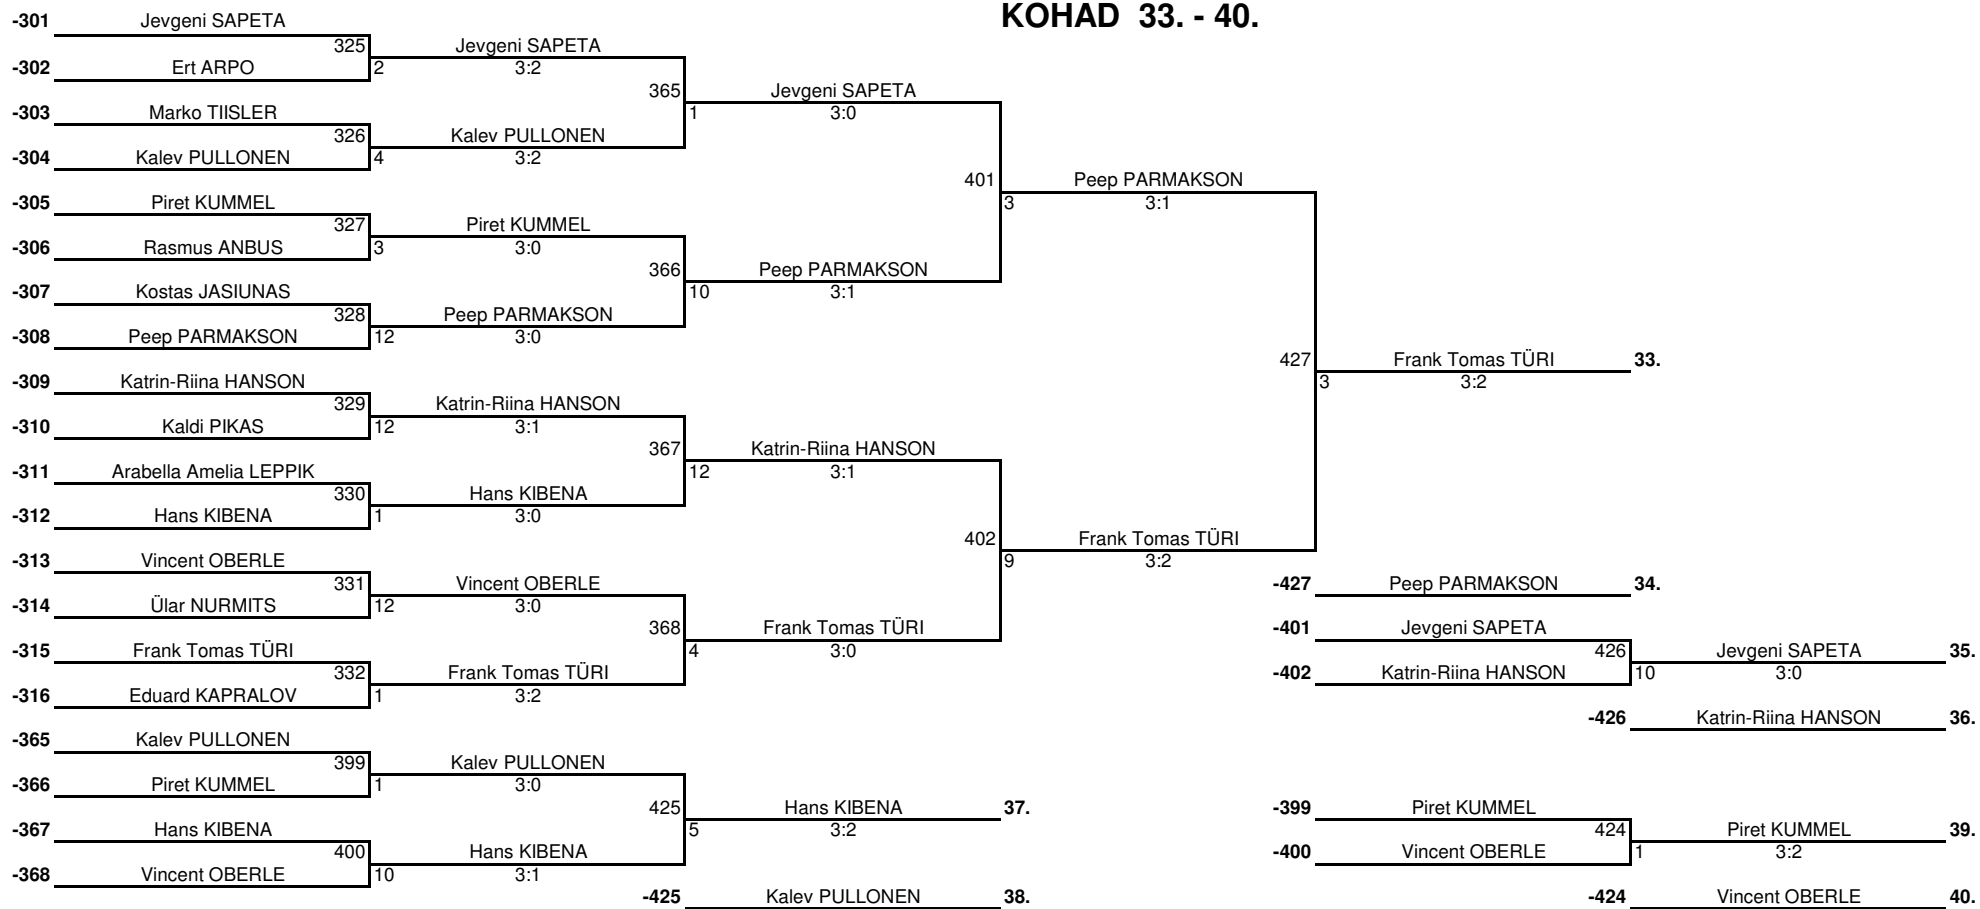 KOHAD 33. - 40.
-301 Jevgeni SAPETA
325 Jevgeni SAPETA
-302 Ert ARPO 2 3:2
365 Jevgeni SAPETA
-303 Marko TIISLER 1 3:0
326 Kalev PULLONEN
-304 Kalev PULLONEN 4 3:2
401 Peep PARMAKSON
-305 Piret KUMMEL 3 3:1
327 Piret KUMMEL
-306 Rasmus ANBUS 3 3:0
366 Peep PARMAKSON
-307 Kostas JASIUNAS 10 3:1
328 Peep PARMAKSON
-308 Peep PARMAKSON 12 3:0
427 Frank Tomas TÜRI 33.
-309 Katrin-Riina HANSON 3 3:2
329 Katrin-Riina HANSON
-310 Kaldi PIKAS 12 3:1
367 Katrin-Riina HANSON
-311 Arabella Amelia LEPPIK 12 3:1
330 Hans KIBENA
-312 Hans KIBENA 1 3:0
402 Frank Tomas TÜRI
-313 Vincent OBERLE 9 3:2
331 Vincent OBERLE -427 Peep PARMAKSON 34.
-314 Ülar NURMITS 12 3:0
368 Frank Tomas TÜRI -401 Jevgeni SAPETA
-315 Frank Tomas TÜRI 4 3:0 426 Jevgeni SAPETA 35.
332 Frank Tomas TÜRI -402 Katrin-Riina HANSON 10 3:0
-316 Eduard KAPRALOV 1 3:2
-426 Katrin-Riina HANSON 36.
-365 Kalev PULLONEN
399 Kalev PULLONEN
-366 Piret KUMMEL 1 3:0
425 Hans KIBENA 37. -399 Piret KUMMEL
-367 Hans KIBENA 5 3:2 424 Piret KUMMEL 39.
400 Hans KIBENA -400 Vincent OBERLE 1 3:2
-368 Vincent OBERLE 10 3:1
-425 Kalev PULLONEN 38. -424 Vincent OBERLE 40.